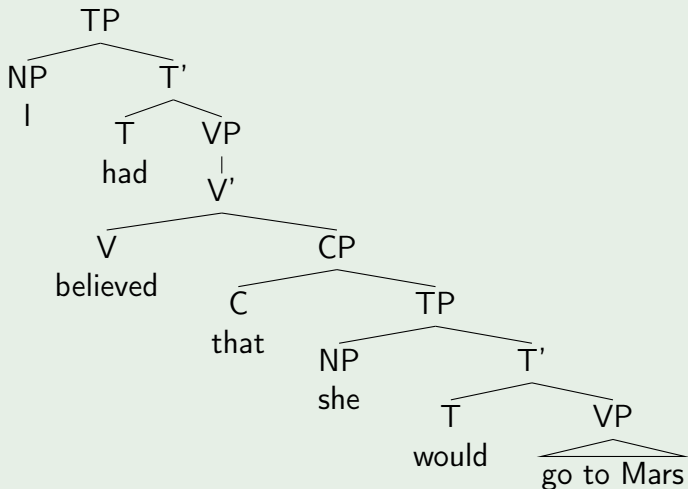 TP
NP T'
I T VP
had
V'
V CP
believed C TP
that NP T'
she T VP
would go to Mars